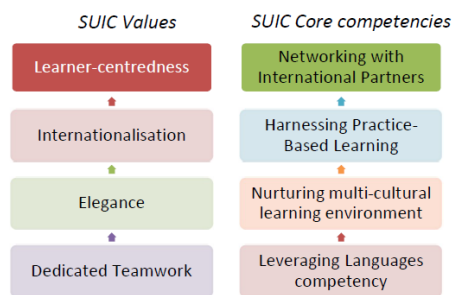 SUIC Values
Learner-centredness
Internationalisation
Elegance
Dedicated Teamwork
SUIC Core competencies
Networking with
International Partners
Harnessing Practice-
Based Learning
Nurturing multi-cultural
learning environment
Leveraging Languages
competency